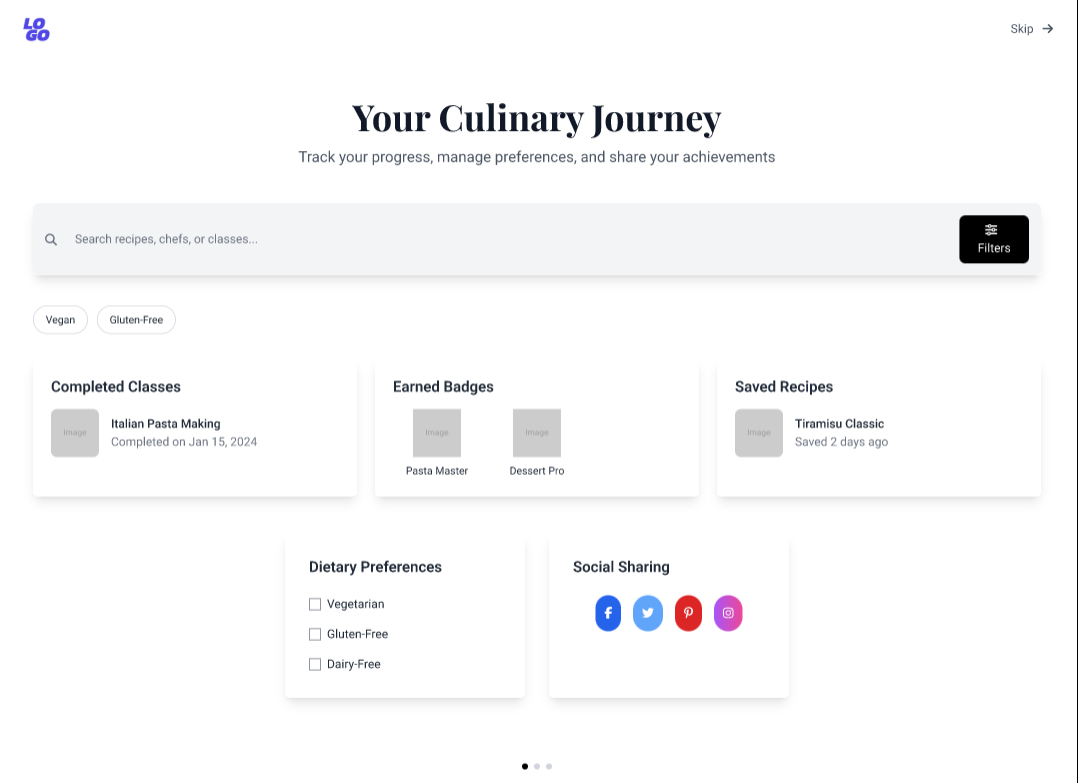 LO
GO
Skip
Your Culinary Journey
Track your progress, manage preferences, and share your achievements
Search recipes, chefs, or classes...
Filters
Vegan
Gluten-Free
Completed Classes
Image
Italian Pasta Making
Completed on Jan 15, 2024
Earned Badges
Image
Pasta Master
Image
Dessert Pro
Saved Recipes
Image
Tiramisu Classic
Saved 2 days ago
Dietary Preferences
Vegetarian
Gluten-Free
Dairy-Free
Social Sharing